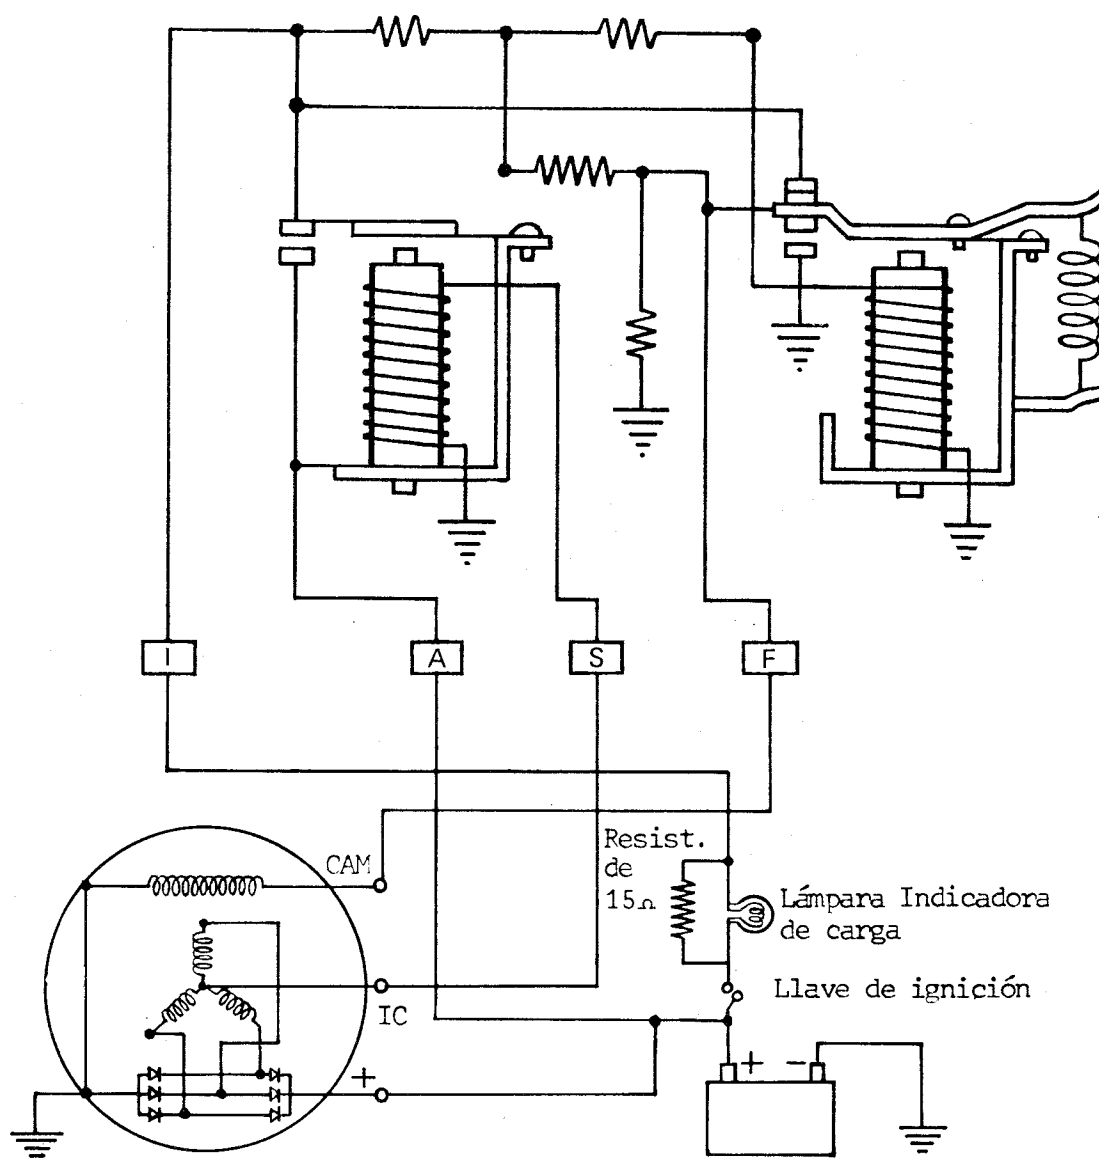 I
A
S
F
CAM
Resist.
de
15Ω
Lámpara Indicadora
de carga
Llave de ignición
IC
+
+ -